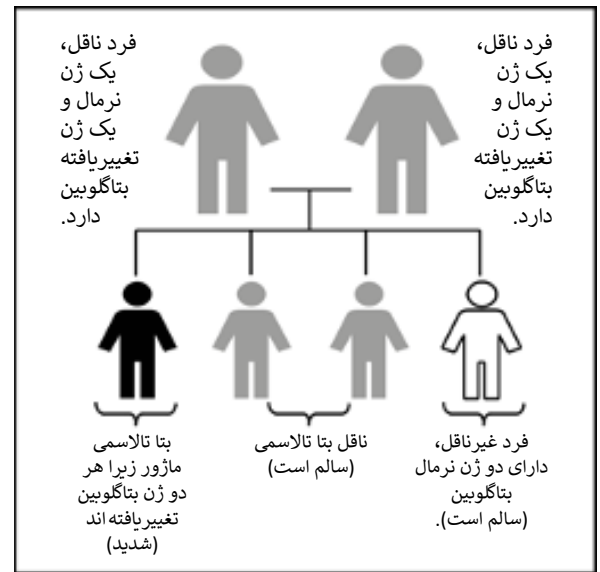 فرد ناقل،
یک ژن
نرمال و
یک ژن
تغییریافته
بتاگلوبین
دارد.
فرد ناقل،
یک ژن
نرمال و
یک ژن
تغییریافته
بتاگلوبین
دارد.
فرد غیرناقل،
دارای دو ژن نرمال
بتاگلوبین
(سالم است).
ناقل بتا تالاسمی
(سالم است)
بتا تالاسمی
ماژور زیرا هر
دو ژن بتاگلوبین
تغییریافته اند
(شدید)